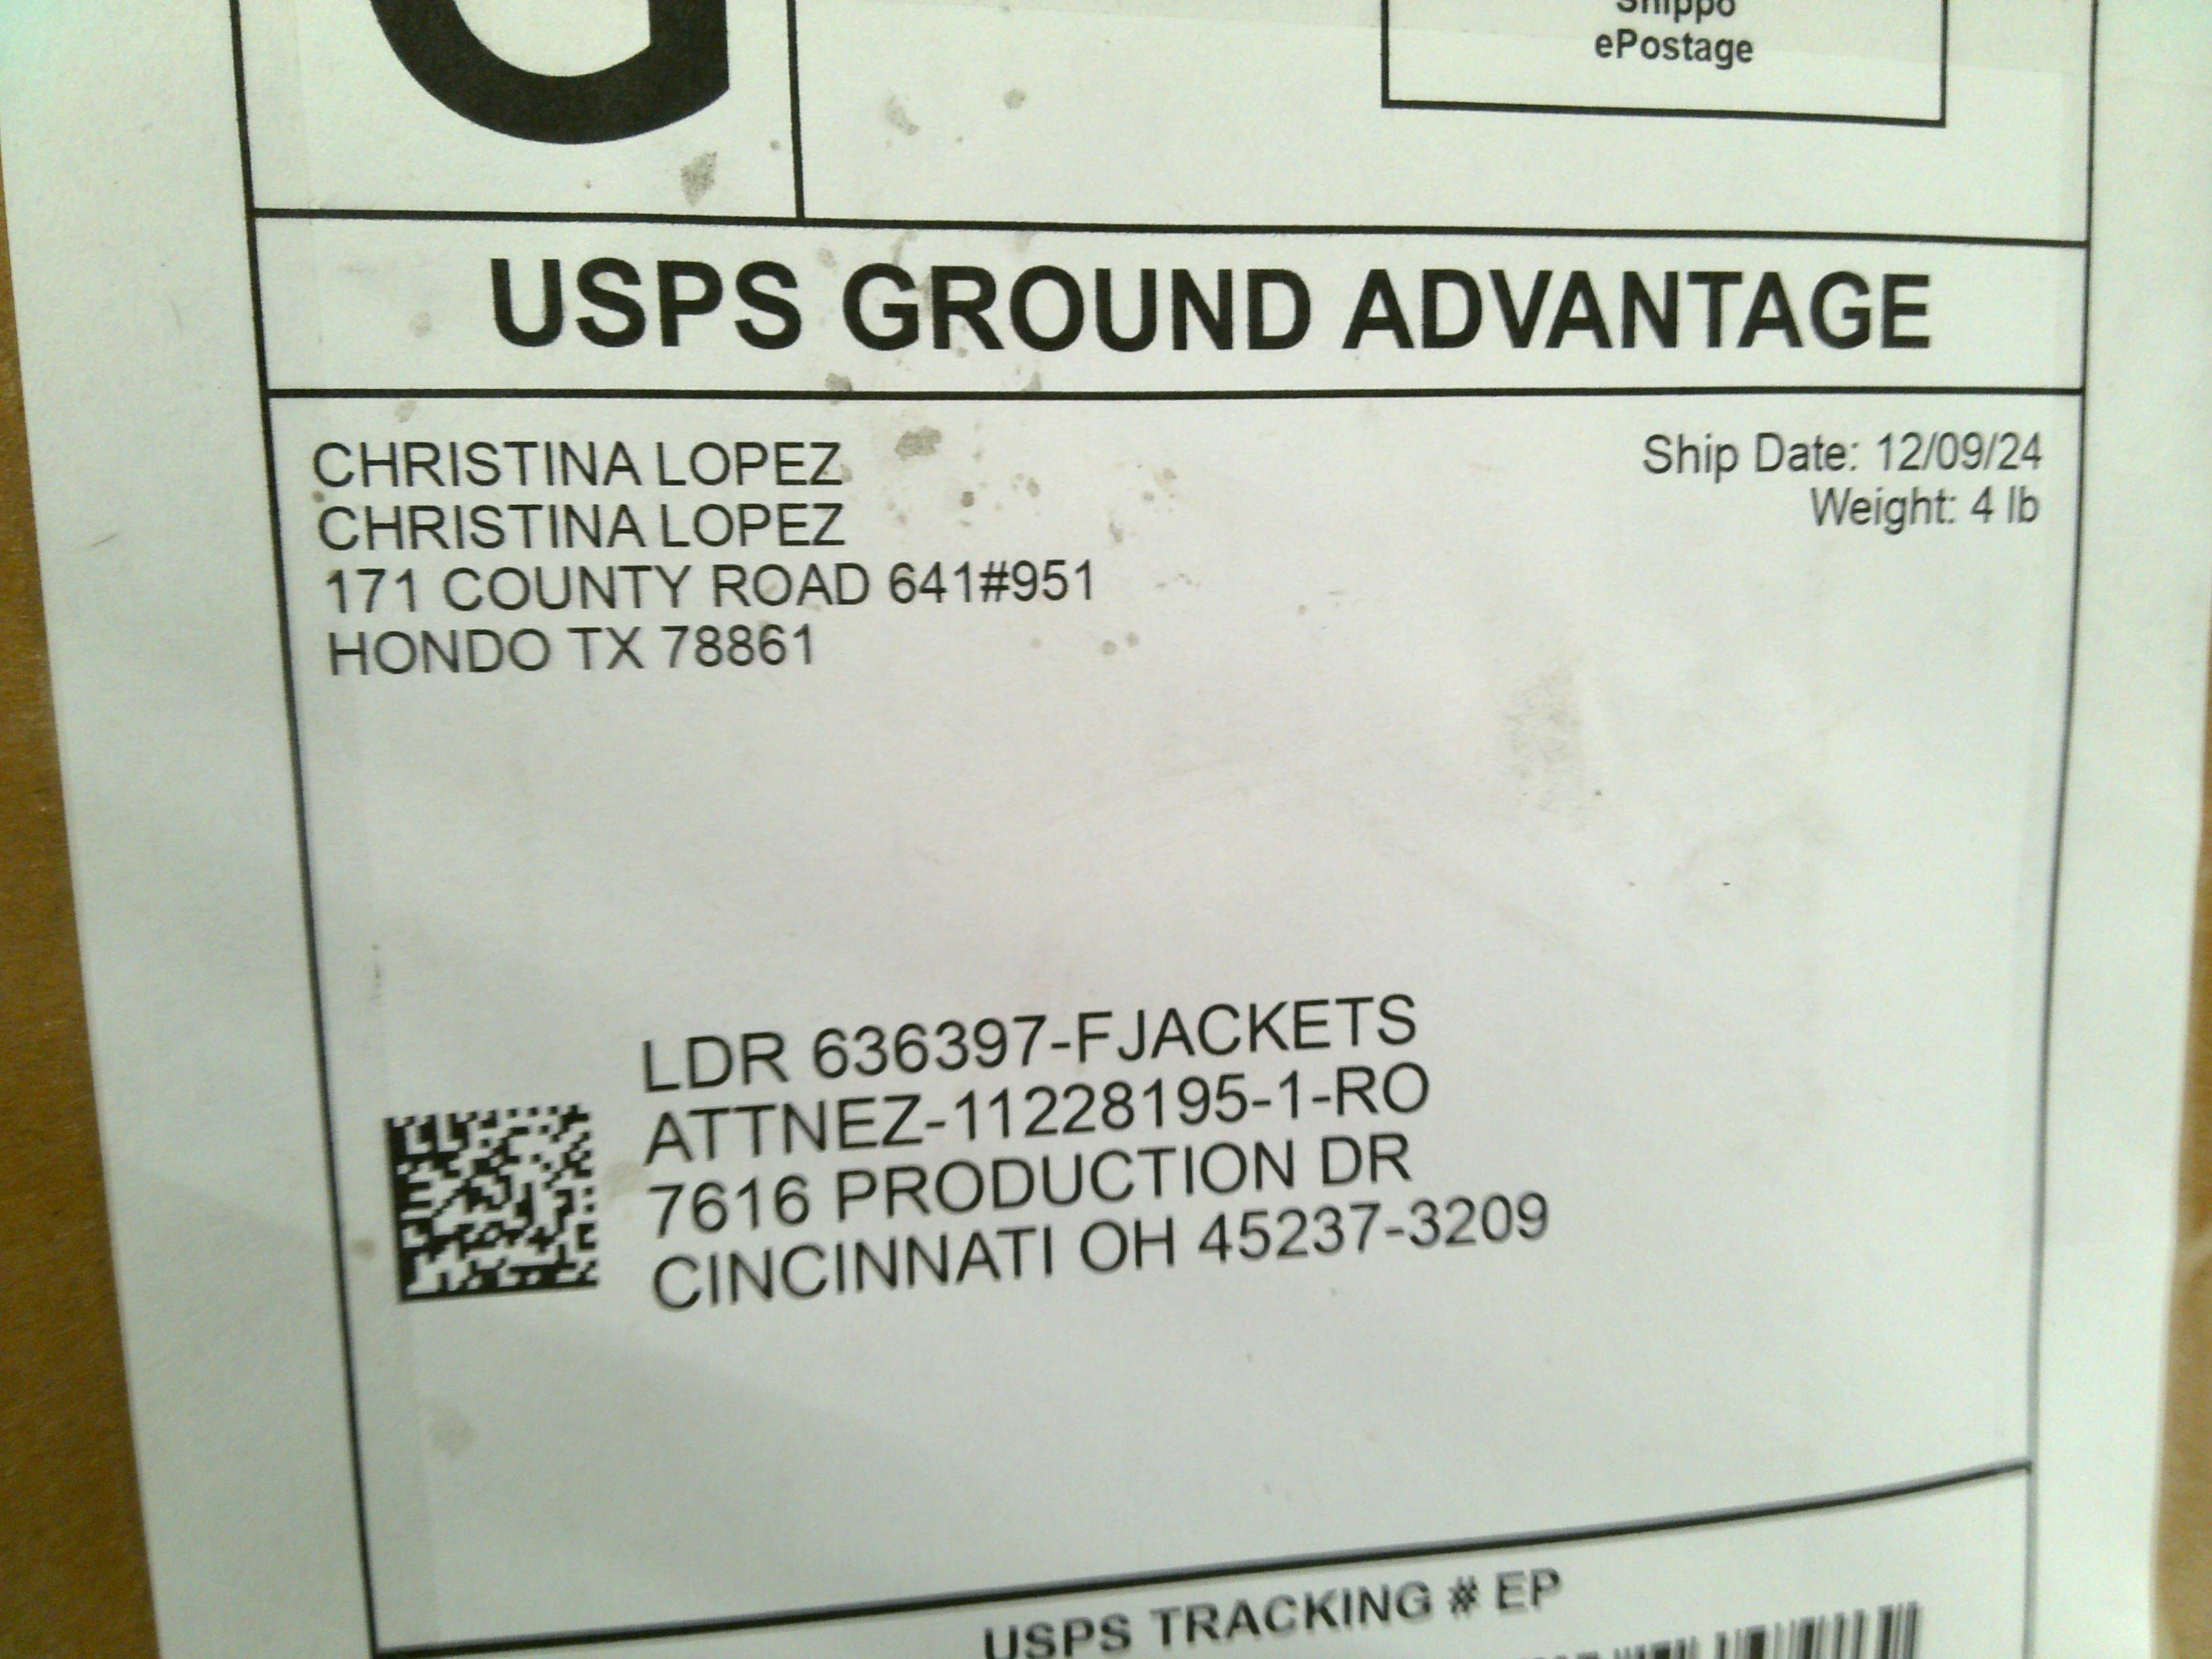 G
Shippo
ePostage
USPS GROUND ADVANTAGE
CHRISTINA LOPEZ
CHRISTINA LOPEZ
171 COUNTY ROAD 641#951
HONDO TX 78861
Ship Date: 12/09/24
Weight: 4 lb
LDR 636397-FJACKETS
ATTNEZ-11228195-1-RO
7616 PRODUCTION DR
CINCINNATI OH 45237-3209
USPS TRACKING # EP